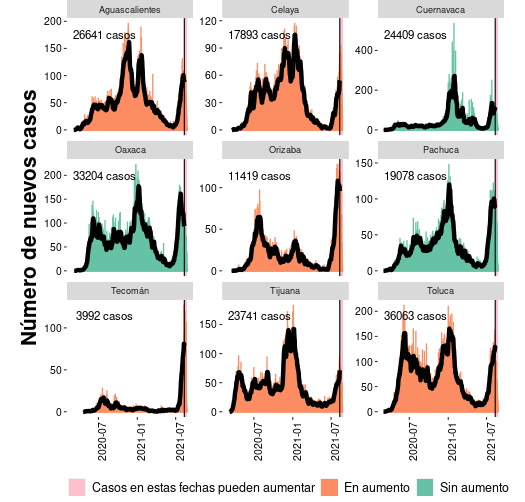 Número de nuevos casos
Aguascalientes Celaya Cuernavaca
26641 casos 17893 casos 24409 casos
200 150 100 50 0
120 90 60 30 0
400 200 0
Oaxaca Orizaba Pachuca
33204 casos 11419 casos 19078 casos
200 150 100 50 0
100 50 0
150 100 50 0
Tecomán Tijuana Toluca
3992 casos 23741 casos 36063 casos
100 50 0
150 100 50 0
200 150 100 50 0
2020-07 2021-01 2021-07 2020-07 2021-01 2021-07 2020-07 2021-01 2021-07
Casos en estas fechas pueden aumentar En aumento Sin aumento